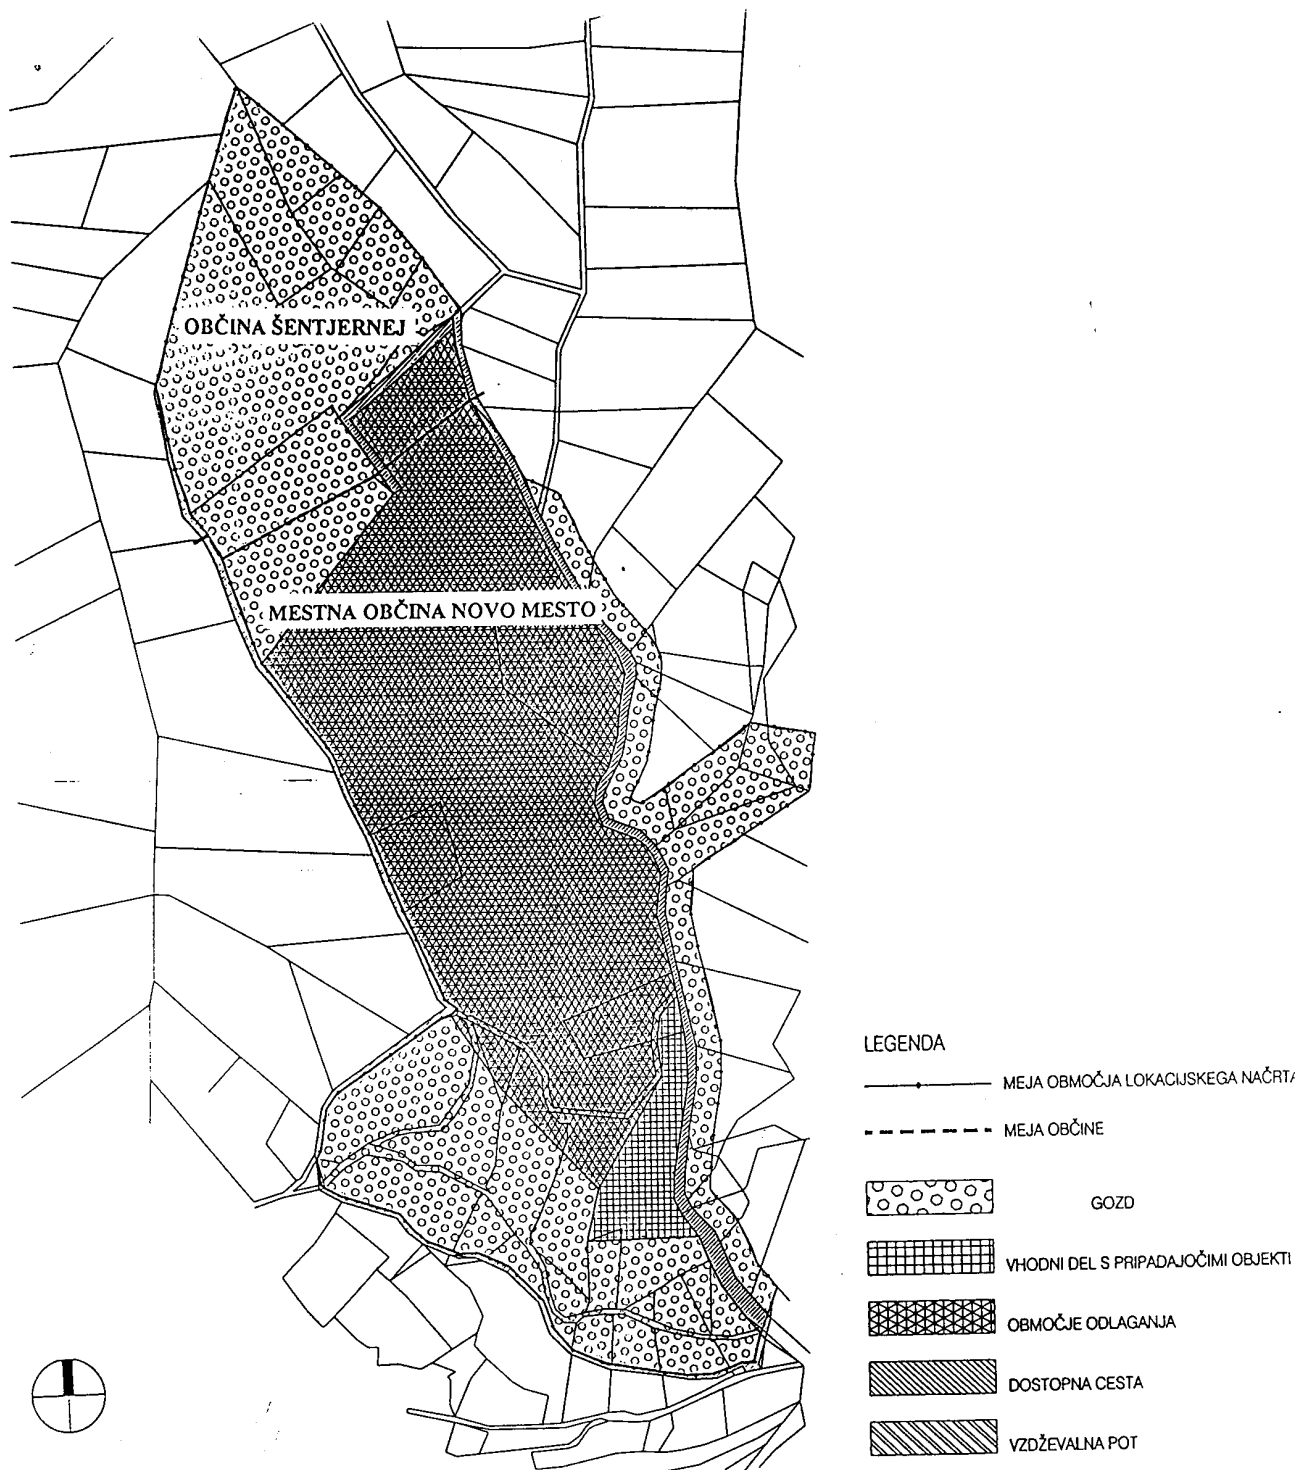 OBČINA ŠENTJERNEJ
MESTNA OBČINA NOVO MESTO
LEGENDA
MEJA OBMOČJA LOKACIJSKEGA NAČRTA
MEJA OBČINE
GOZD
VHODNI DEL S PRIPADAJOČIMI OBJEKTI
OBMOČJE ODLAGANJA
DOSTOPNA CESTA
VZDŽEVALNA POT